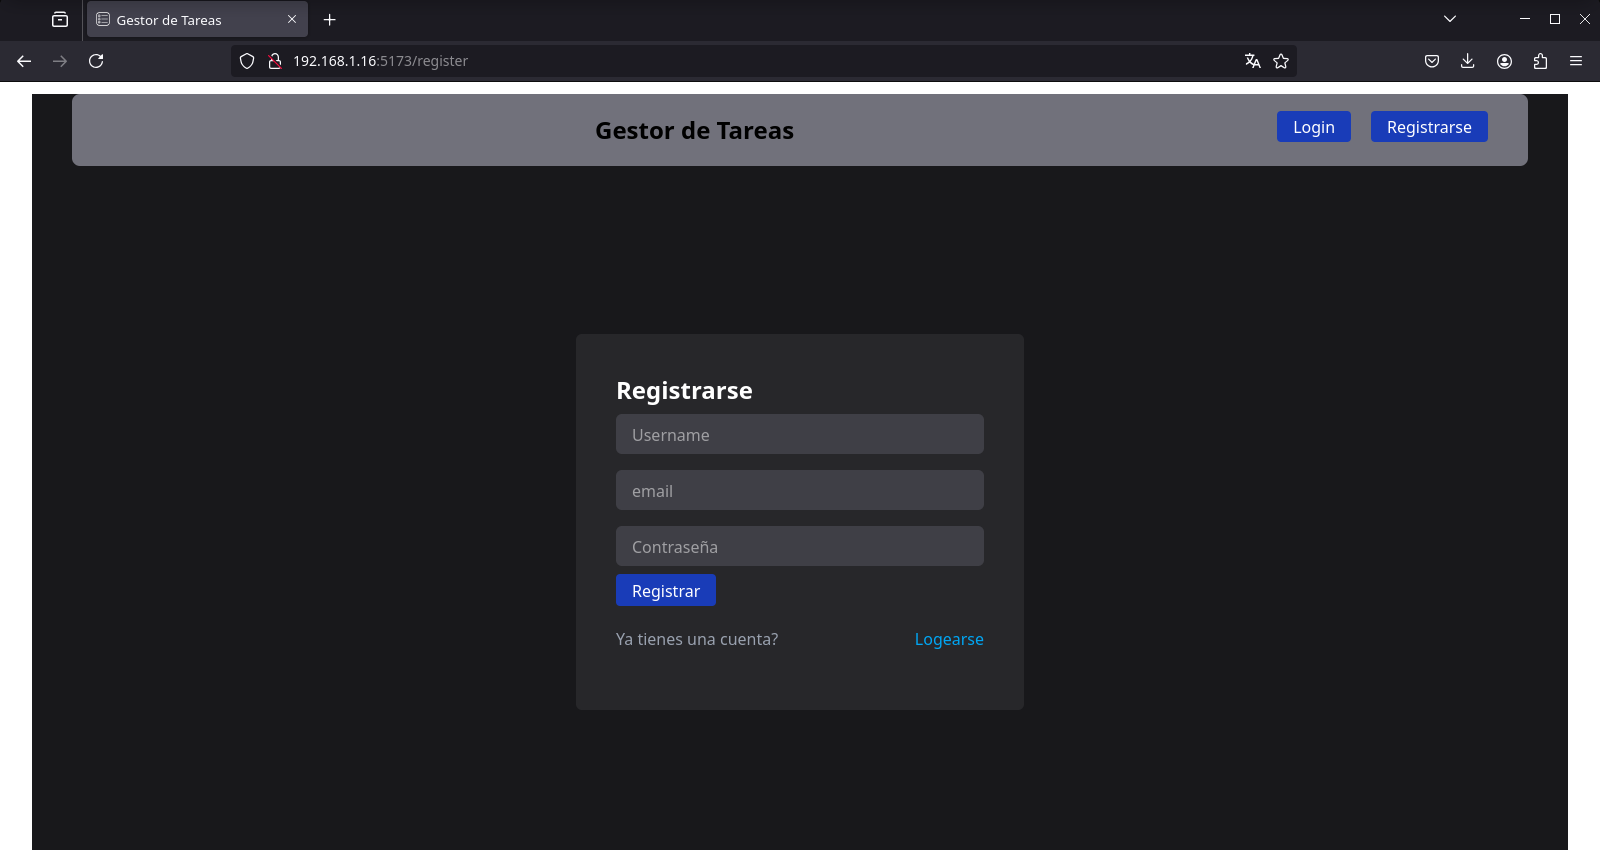 Gestor de Tareas
192.168.1.16:5173/register
Gestor de Tareas
Login
Registrarse
Registrarse
Username
email
Contraseña
Registrar
Ya tienes una cuenta?
Logearse